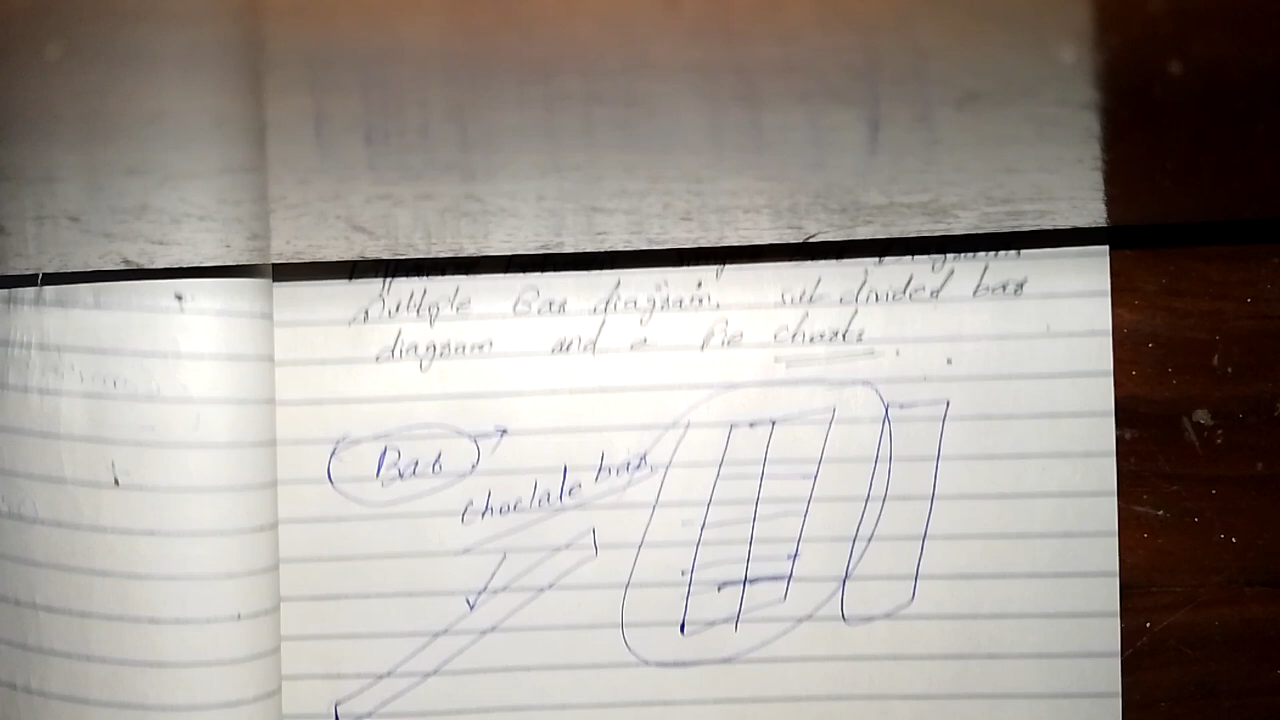 Multiple Bar diagram, sub divided bar
diagram and a Pie charts
Bar
Choclate bar